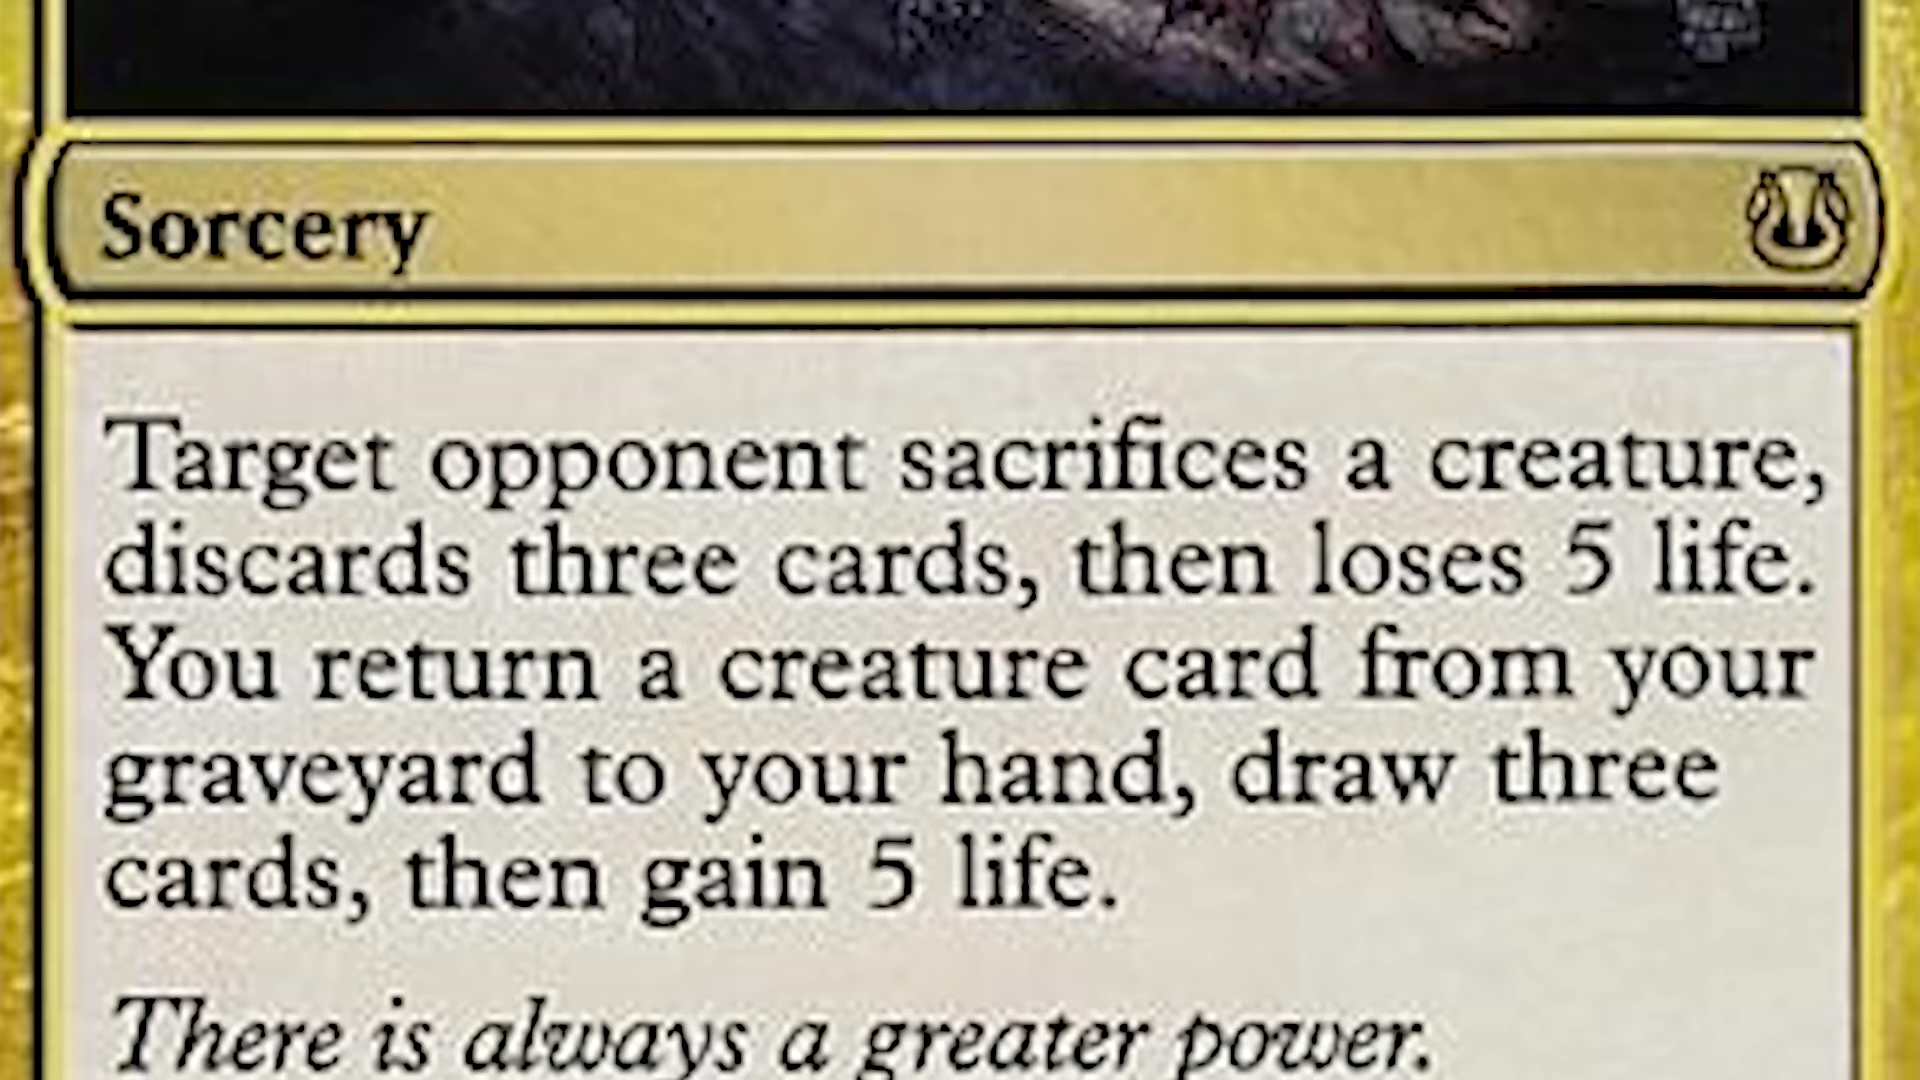 Sorcery
Target opponent sacrifices a creature,
discards three cards, then loses 5 life.
You return a creature card from your
graveyard to your hand, draw three
cards, then gain 5 life.
There is always a greater power.